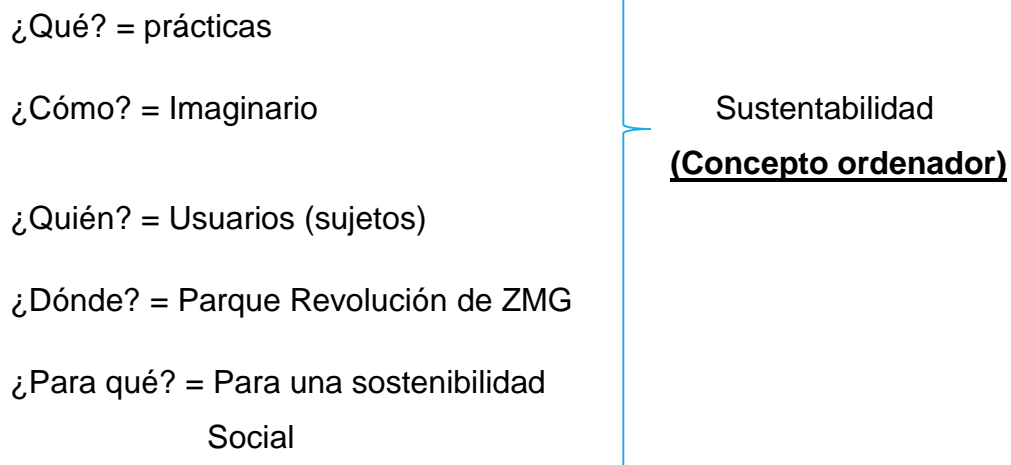 ¿Qué? = prácticas
¿Cómo? = Imaginario
Sustentabilidad
(Concepto ordenador)
¿Quién? = Usuarios (sujetos)
¿Dónde? = Parque Revolución de ZMG
¿Para qué? = Para una sostenibilidad
Social